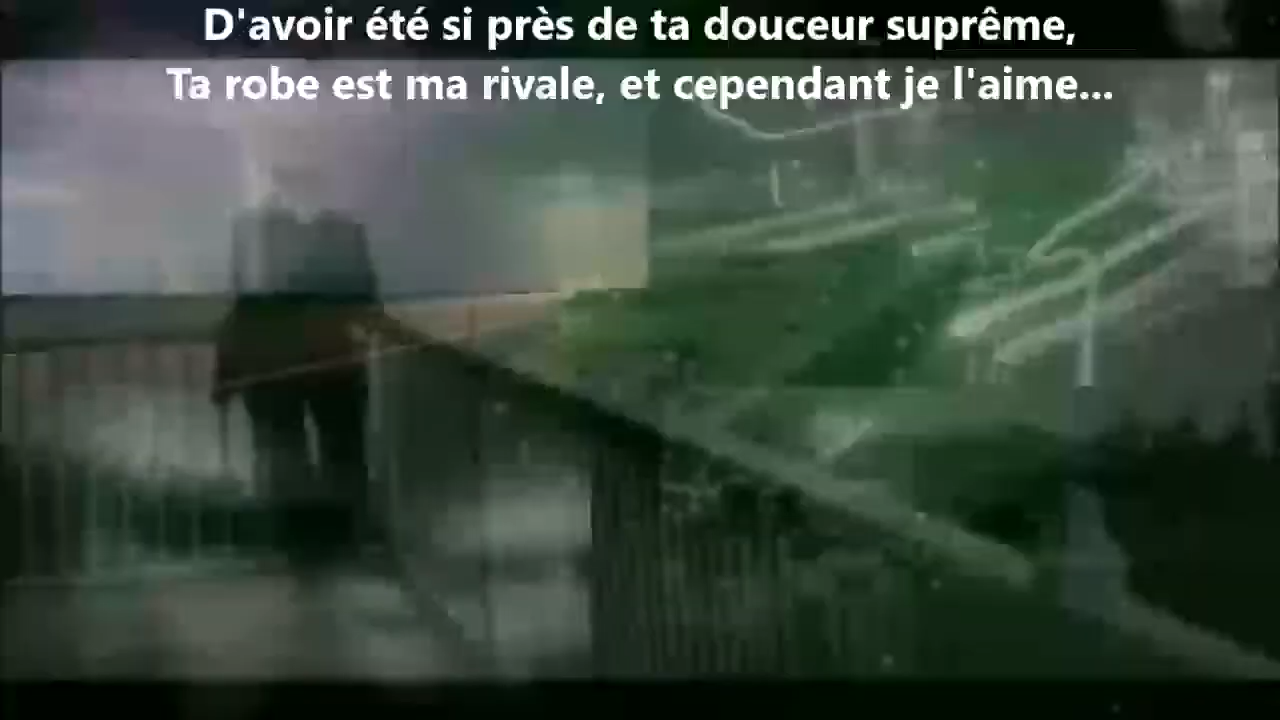 D'avoir été si près de ta douceur suprême,
Ta robe est ma rivale, et cependant je l'aime...